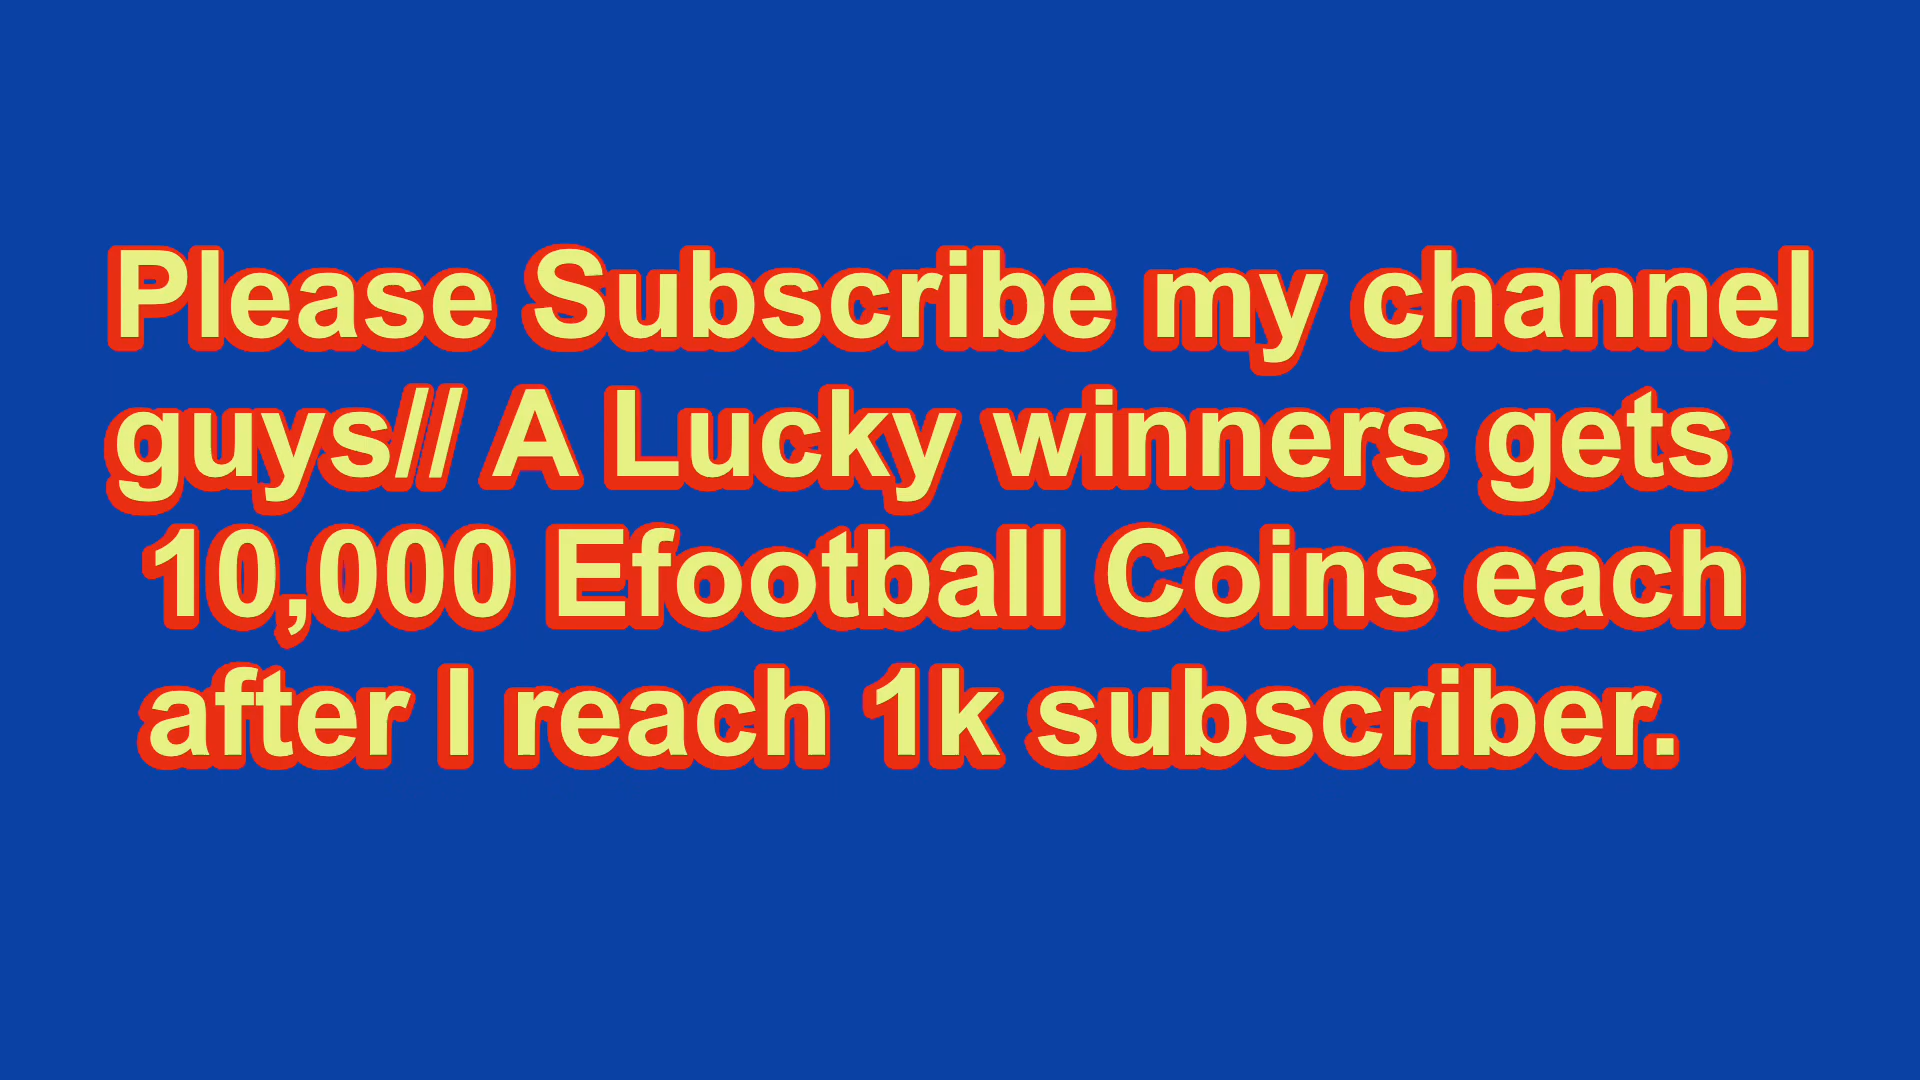 Please Subscribe my channel
guys// A Lucky winners gets
10,000 Efootball Coins each
after I reach 1k subscriber.